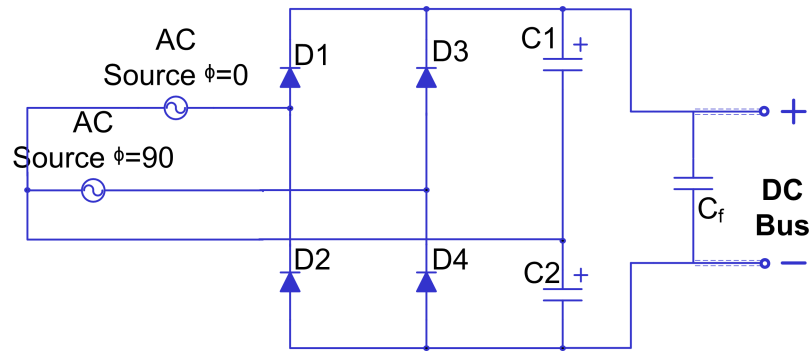 AC
Source ϕ=0
D1
D3
C1
+
AC
Source ϕ=90
+
Cf
DC
Bus
D2
D4
C2
+
−